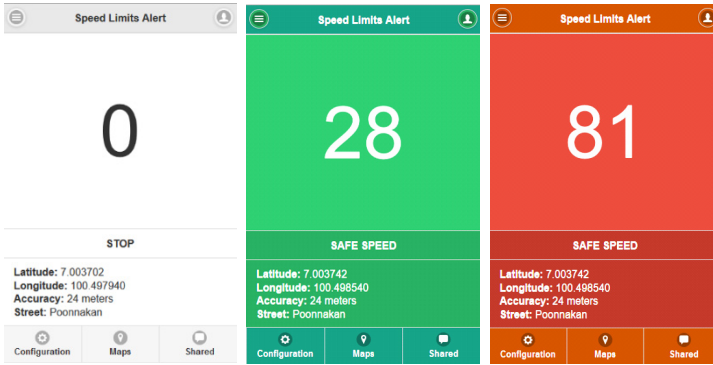 Speed Limits Alert
0
STOP
Latitude: 7.003702
Longitude: 100.497940
Accuracy: 24 meters
Street: Poonnakan
Configuration Maps Shared
Speed Limits Alert
28
SAFE SPEED
Latitude: 7.003742
Longitude: 100.498540
Accuracy: 24 meters
Street: Poonnakan
Configuration Maps Shared
Speed Limits Alert
81
SAFE SPEED
Latitude: 7.003742
Longitude: 100.498540
Accuracy: 24 meters
Street: Poonnakan
Configuration Maps Shared